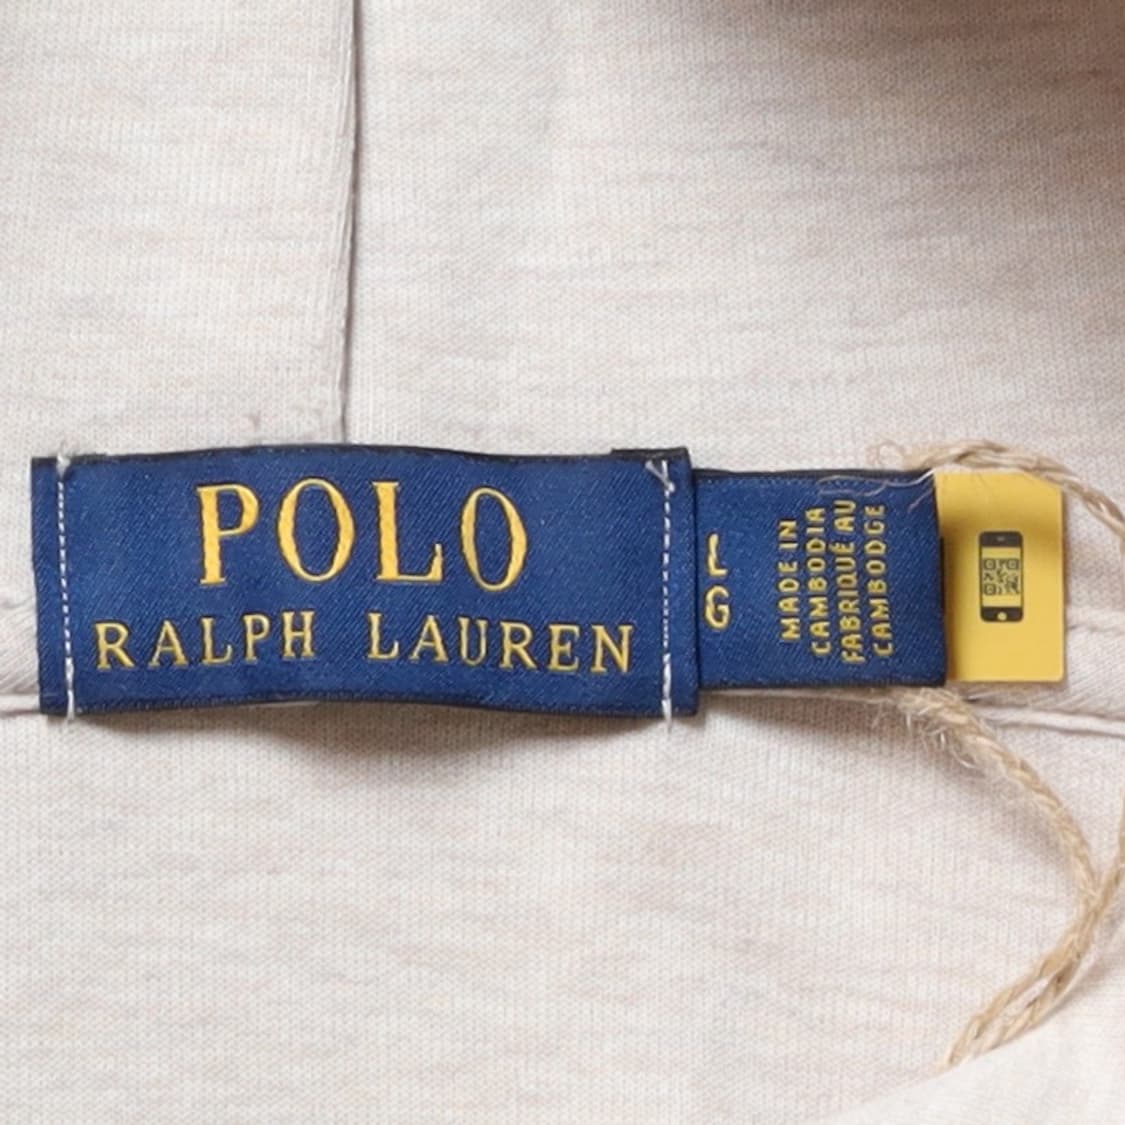 POLO
RALPH LAUREN
L
G
MADE IN
CAMBODIA
FABRIQUÉ AU
CAMBODGE